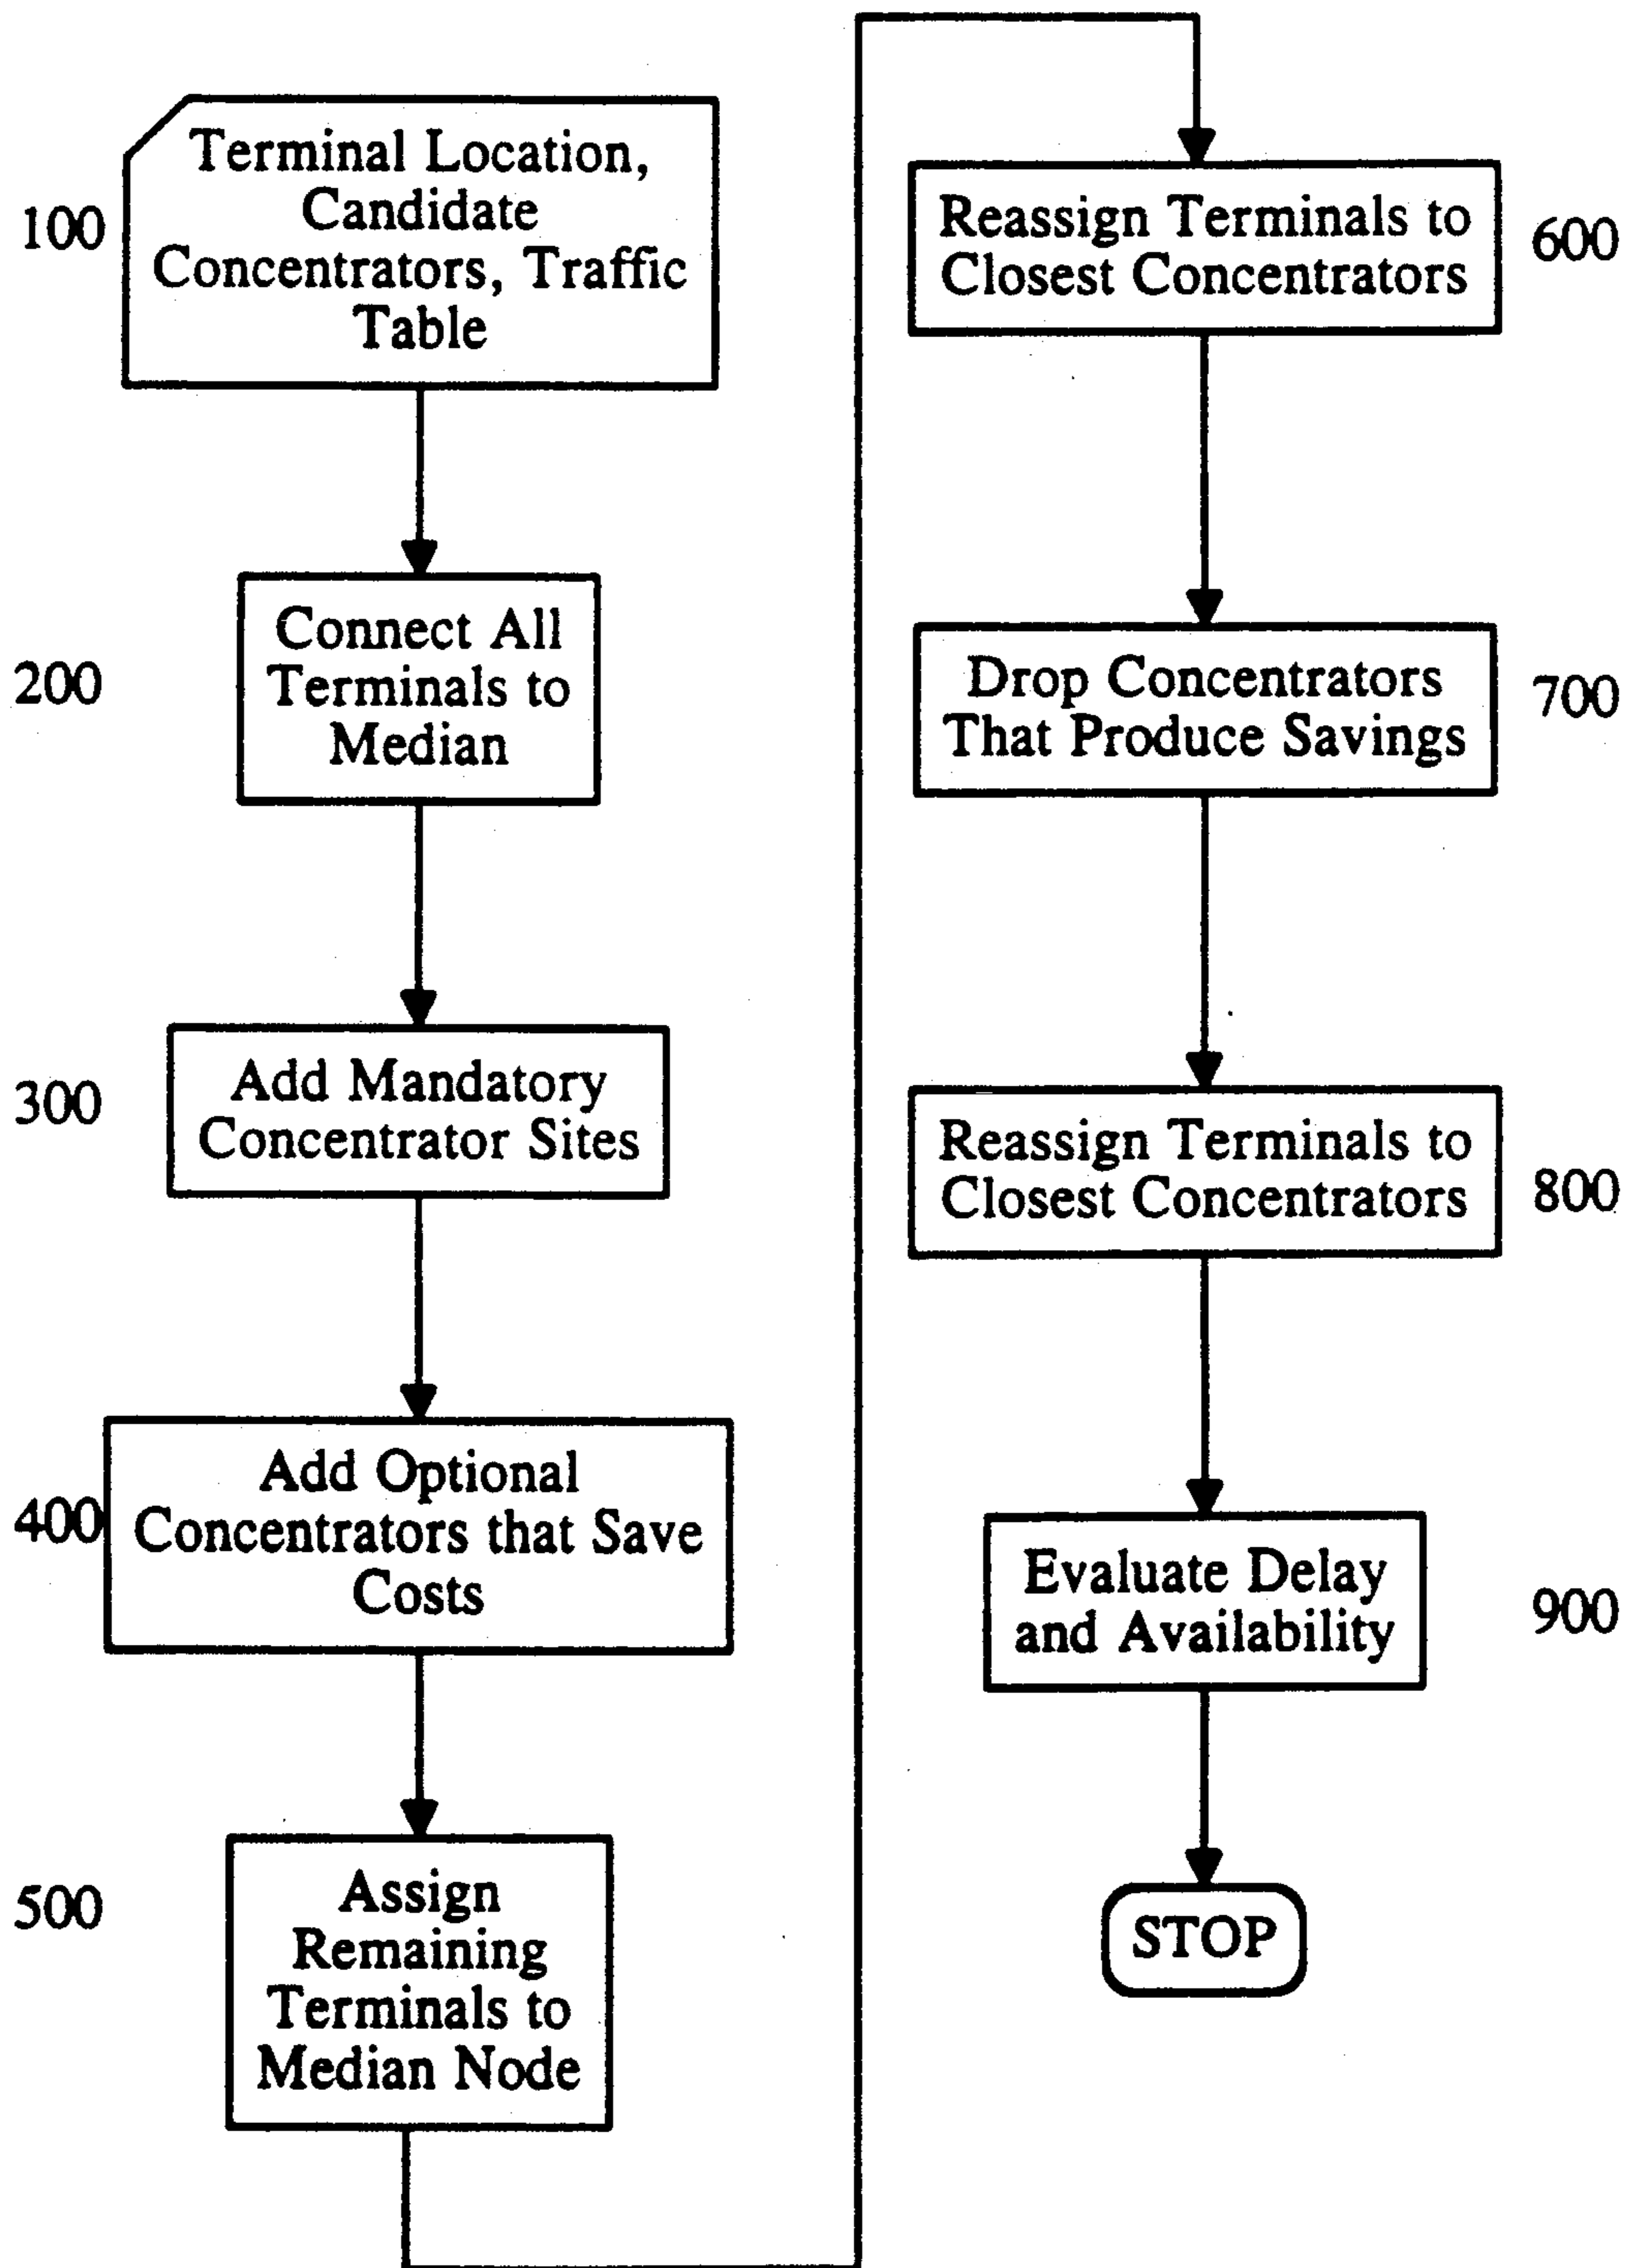 100
Terminal Location,
Candidate
Concentrators, Traffic
Table
200
Connect All
Terminals to
Median
300
Add Mandatory
Concentrator Sites
400
Add Optional
Concentrators that Save
Costs
500
Assign
Remaining
Terminals to
Median Node
Reassign Terminals to
Closest Concentrators
600
Drop Concentrators
That Produce Savings
700
Reassign Terminals to
Closest Concentrators
800
Evaluate Delay
and Availability
900
STOP